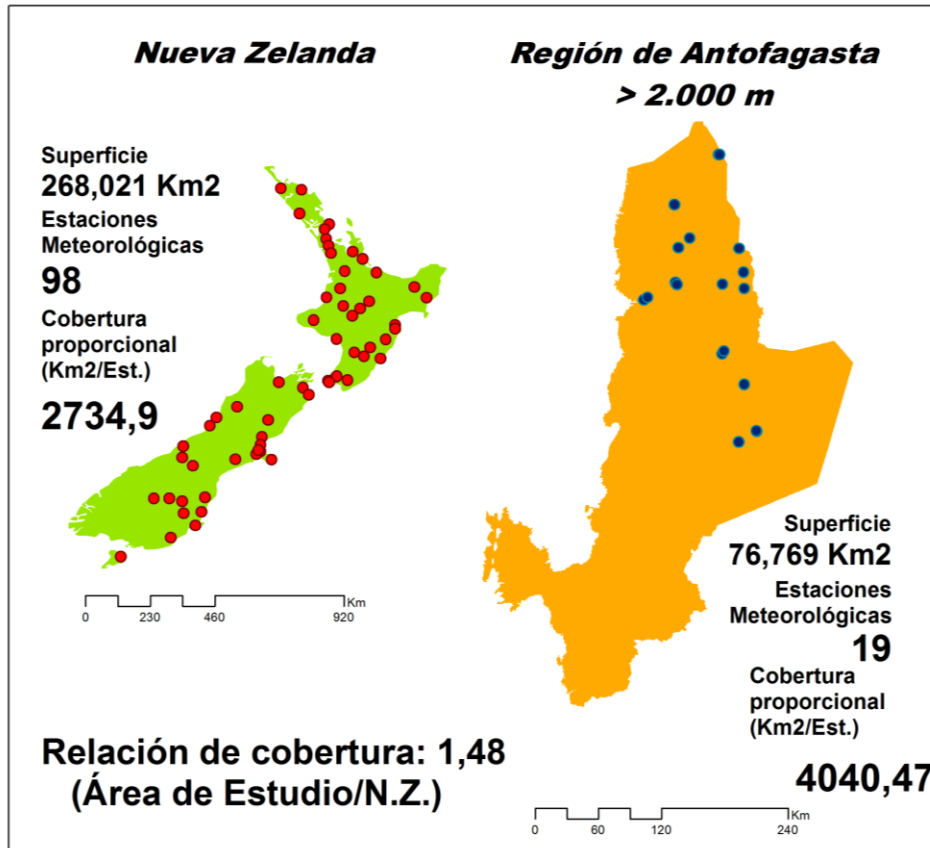 Nueva Zelanda
Superficie
268,021 Km2
Estaciones
Meteorológicas
98
Cobertura
proporcional
(Km2/Est.)
2734,9
Km
0 230 460 920
Región de Antofagasta
> 2.000 m
Superficie
76,769 Km2
Estaciones
Meteorológicas
19
Cobertura
proporcional
(Km2/Est.)
4040,47
Km
0 60 120 240
Relación de cobertura: 1,48
(Área de Estudio/N.Z.)